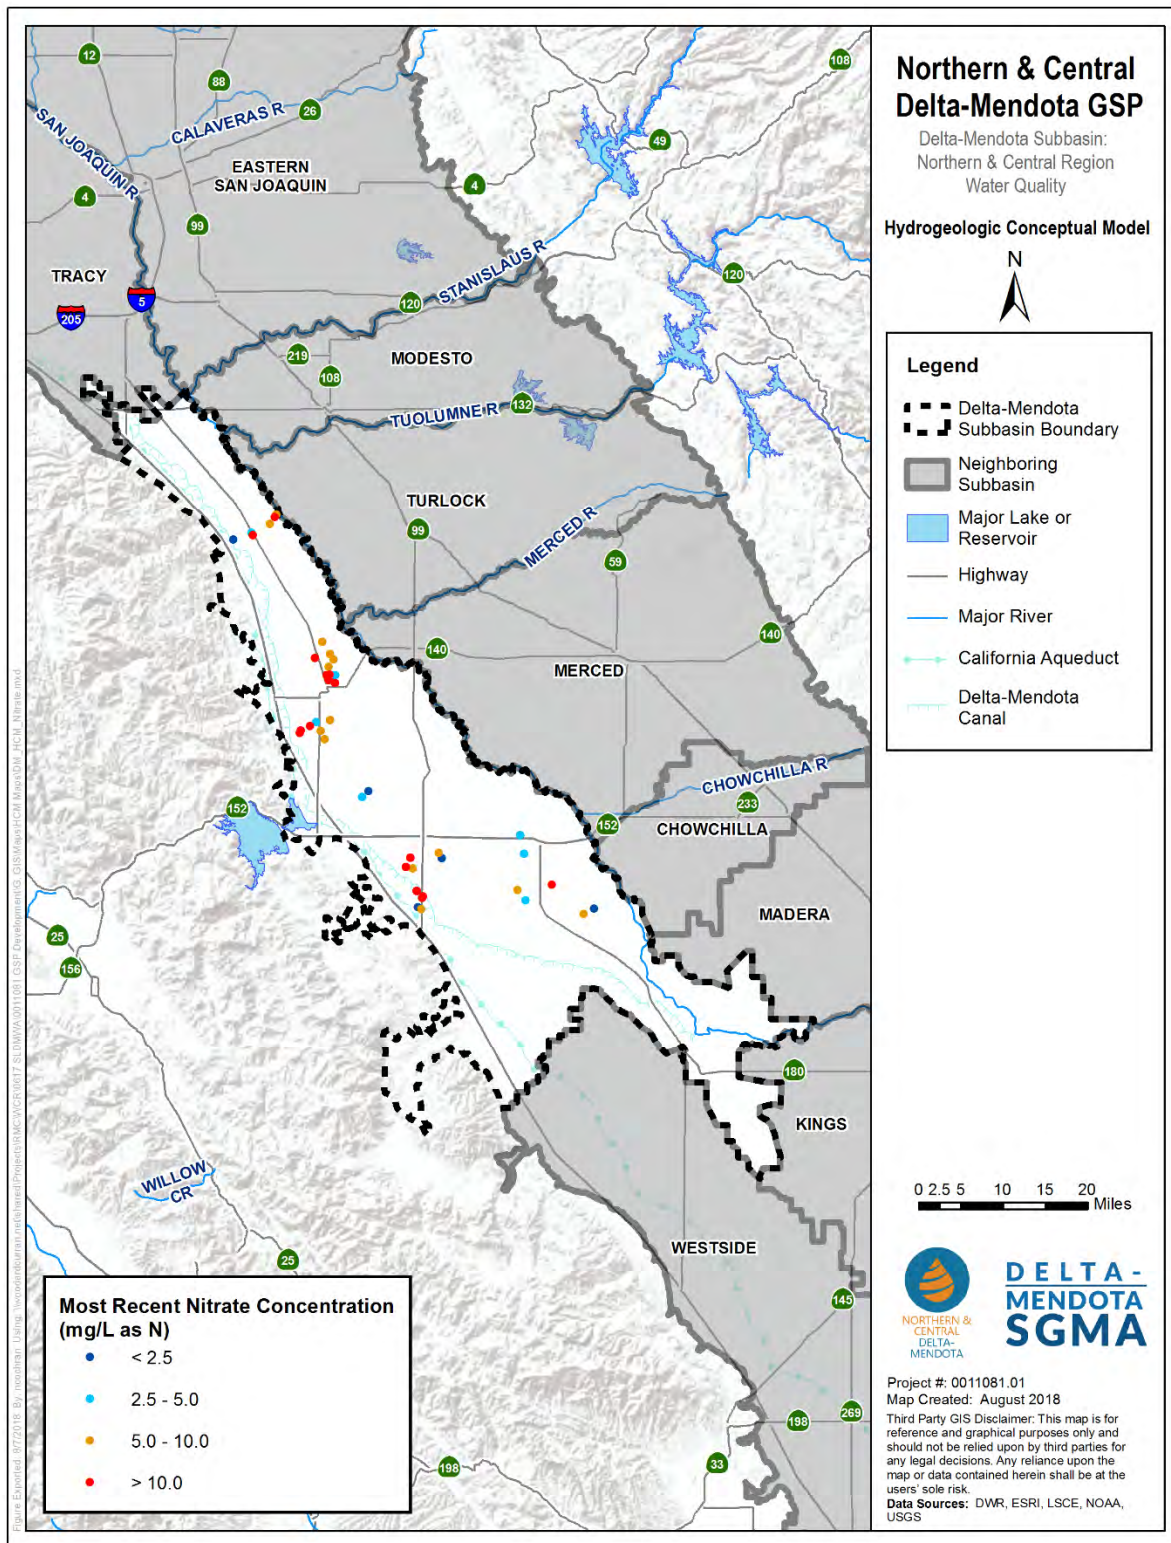 Northern & Central
Delta-Mendota GSP
Delta-Mendota Subbasin:
Northern & Central Region
Water Quality
Hydrogeologic Conceptual Model
N
Legend
Delta-Mendota
Subbasin Boundary
Neighboring
Subbasin
Major Lake or
Reservoir
Highway
Major River
California Aqueduct
Delta-Mendota
Canal
0 2.5 5 10 15 20
Miles
NORTHERN &
CENTRAL
DELTA-
MENDOTA
DELTA-
MENDOTA
SGMA
Project #: 0011081.01
Map Created: August 2018
Third Party GIS Disclaimer: This map is for
reference and graphical purposes only and
should not be relied upon by third parties for
any legal decisions. Any reliance upon the
map or data contained herein shall be at the
users' sole risk.
Data Sources: DWR, ESRI, LSCE, NOAA,
USGS
12
88
26
108
49
4
4
99
SAN JOAQUIN R
CALAVERAS R
EASTERN
SAN JOAQUIN
TRACY
205
5
120
STANISLAUS R
120
219
108
MODESTO
132
TUOLUMNE R
TURLOCK
99
MERCED R
59
140
140
MERCED
CHOWCHILLA R
233
152
152
CHOWCHILLA
MADERA
25
156
180
KINGS
WILLOW
CR
25
WESTSIDE
145
269
198
33
198
Most Recent Nitrate Concentration
(mg/L as N)
< 2.5
2.5 - 5.0
5.0 - 10.0
> 10.0